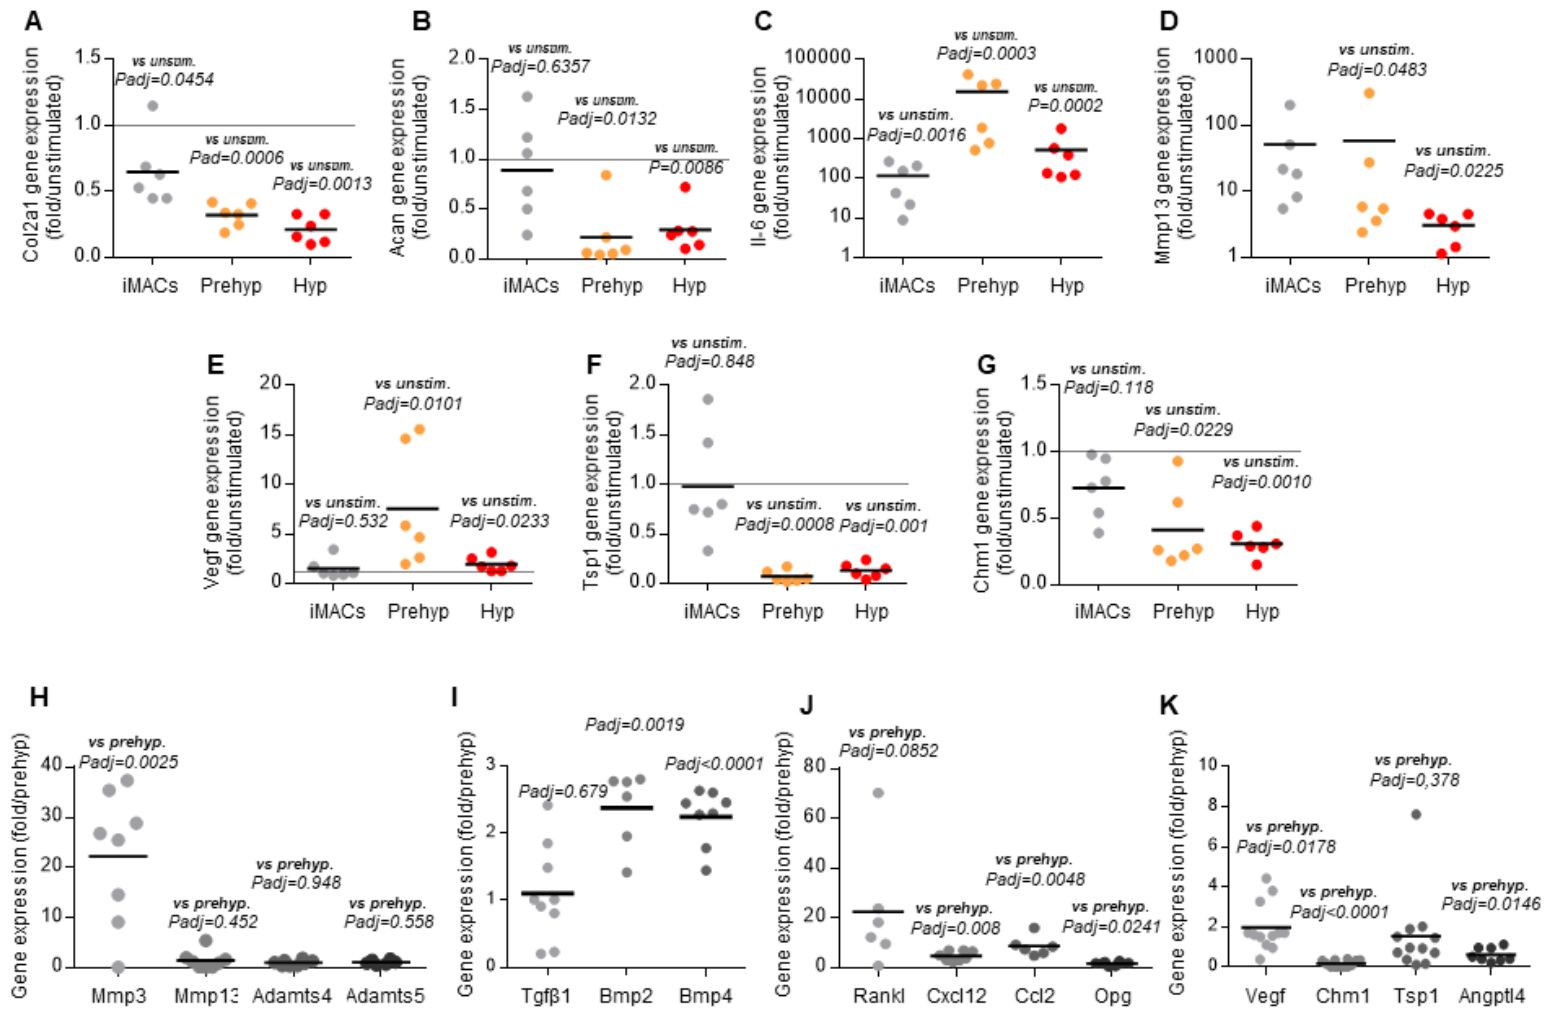 A
Col2a1 gene expression
(fold/unstimulated)
1.5
1.0
0.5
0.0
vs unstim.
Padj=0.0454
vs unstim.
Pad=0.0006
vs unstim.
Padj=0.0013
iMACs Prehyp Hyp
B
Acan gene expression
(fold/unstimulated)
2.0
1.5
1.0
0.5
0.0
vs unstim.
Padj=0.6357
vs unstim.
Padj=0.0132
vs unstim.
P=0.0086
iMACs Prehyp Hyp
C
Il-6 gene expression
(fold/unstimulated)
100000
10000
1000
100
10
1
vs unstim.
Padj=0.0016
vs unstim.
Padj=0.0003
vs unstim.
P=0.0002
iMACs Prehyp Hyp
D
Mmp13 gene expression
(fold/unstimulated)
1000
100
10
1
vs unstim.
Padj=0.0483
vs unstim.
Padj=0.0225
iMACs Prehyp Hyp
E
Vegf gene expression
(fold/unstimulated)
20
15
10
5
0
vs unstim.
Padj=0.532
vs unstim.
Padj=0.0101
vs unstim.
Padj=0.0233
iMACs Prehyp Hyp
F
Tsp1 gene expression
(fold/unstimulated)
2.0
1.5
1.0
0.5
0.0
vs unstim.
Padj=0.848
vs unstim.
Padj=0.0008
vs unstim.
Padj=0.001
iMACs Prehyp Hyp
G
Chm1 gene expression
(fold/unstimulated)
1.5
1.0
0.5
0.0
vs unstim.
Padj=0.118
vs unstim.
Padj=0.0229
vs unstim.
Padj=0.0010
iMACs Prehyp Hyp
H
Gene expression (fold/prehyp)
40
30
20
10
0
vs prehyp.
Padj=0.0025
vs prehyp.
Padj=0.452
vs prehyp.
Padj=0.948
vs prehyp.
Padj=0.558
Mmp3 Mmp13 Adamts4 Adamts5
I
Gene expression (fold/prehyp)
3
2
1
0
Padj=0.679
Padj=0.0019
Padj<0.0001
Tgfβ1 Bmp2 Bmp4
J
Gene expression (fold/prehyp)
80
60
40
20
0
vs prehyp.
Padj=0.0852
vs prehyp.
Padj=0.008
vs prehyp.
Padj=0.0048
vs prehyp.
Padj=0.0241
Rankl Cxcl12 Ccl2 Opg
K
Gene expression (fold/prehyp)
10
8
6
4
2
0
vs prehyp.
Padj=0.0178
vs prehyp.
Padj<0.0001
vs prehyp.
Padj=0,378
vs prehyp.
Padj=0.0146
Vegf Chm1 Tsp1 Angptl4